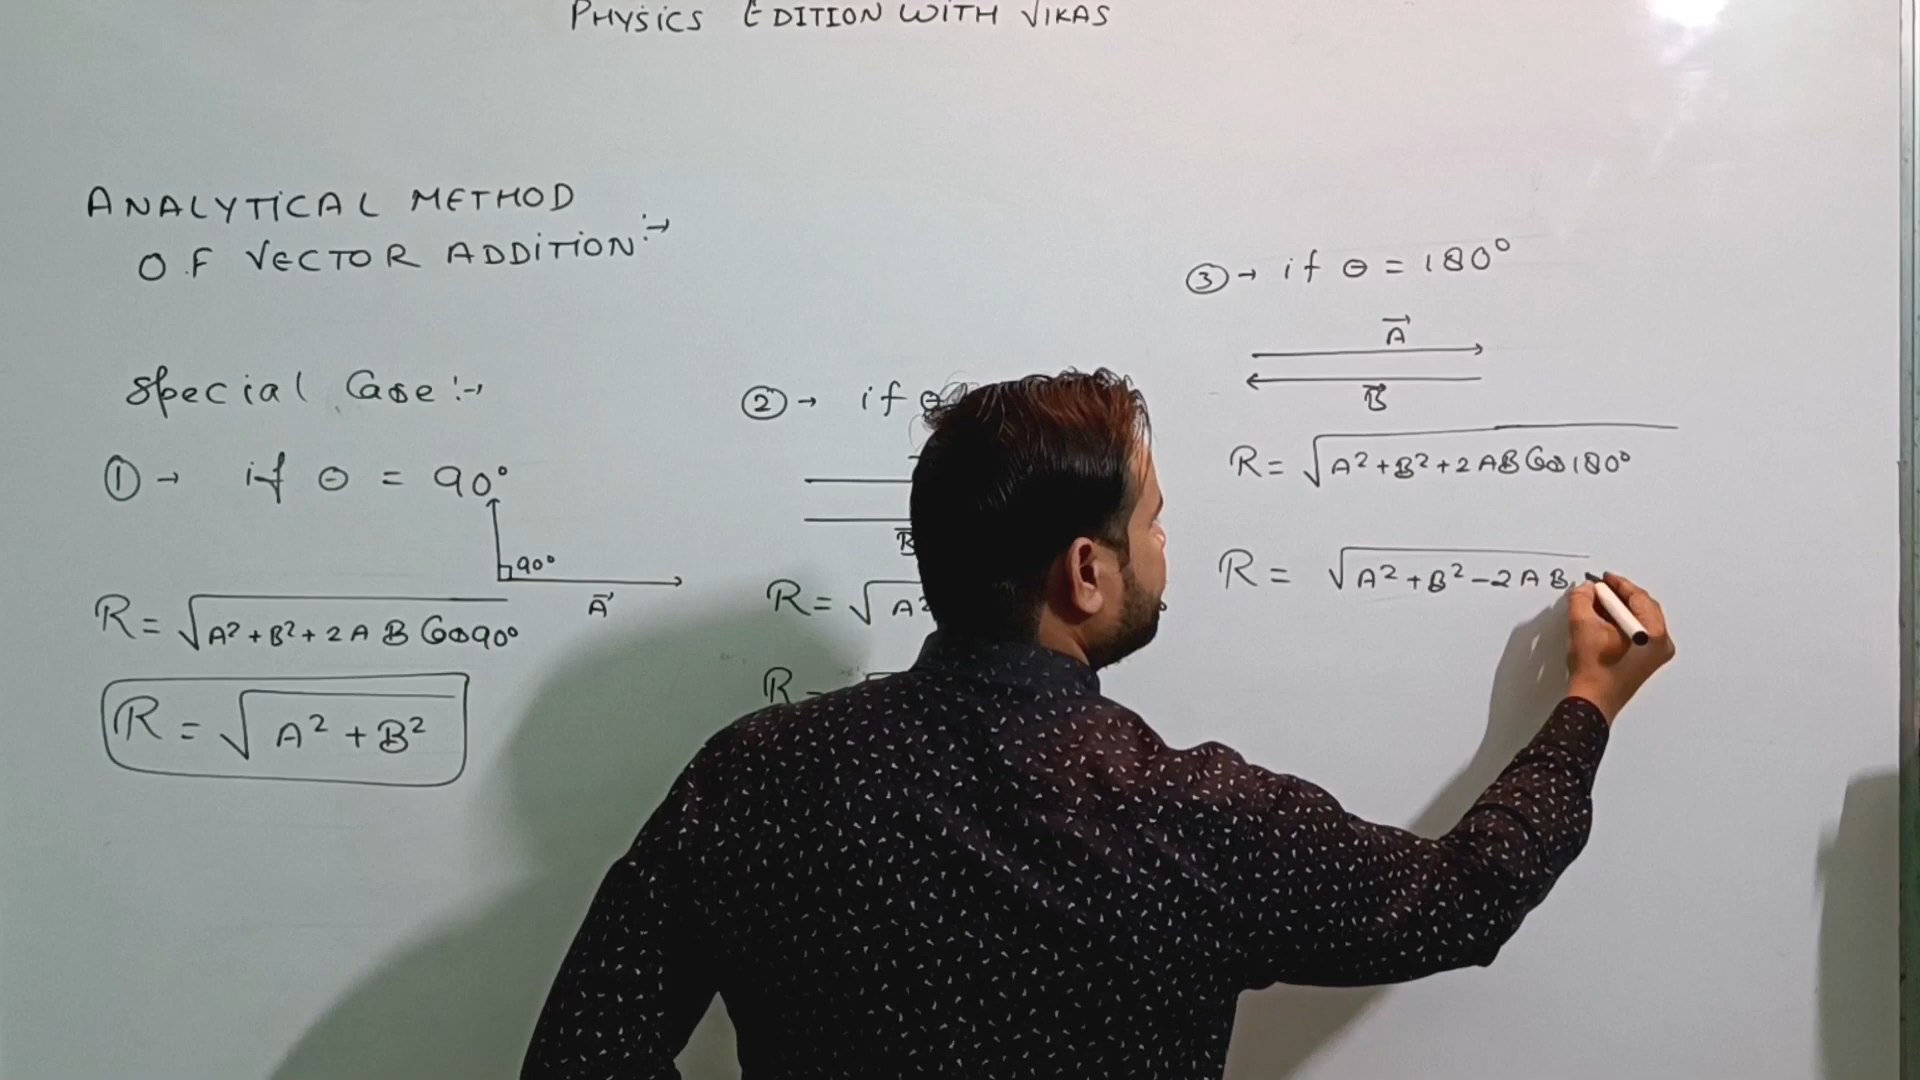 PHYSICS EDITION WITH VIKAS
ANALYTICAL METHOD
OF VECTOR ADDITION:→
Special Case:→
① → if θ = 90°
90°
A⃗
R = √A² + B² + 2 A B Cos90°
R = √A² + B²
② → if θ
B⃗
R = √A²
R =
③ → if θ = 180°
A⃗
B⃗
R = √A² + B² + 2 AB Cos180°
R = √A² + B² - 2 A B